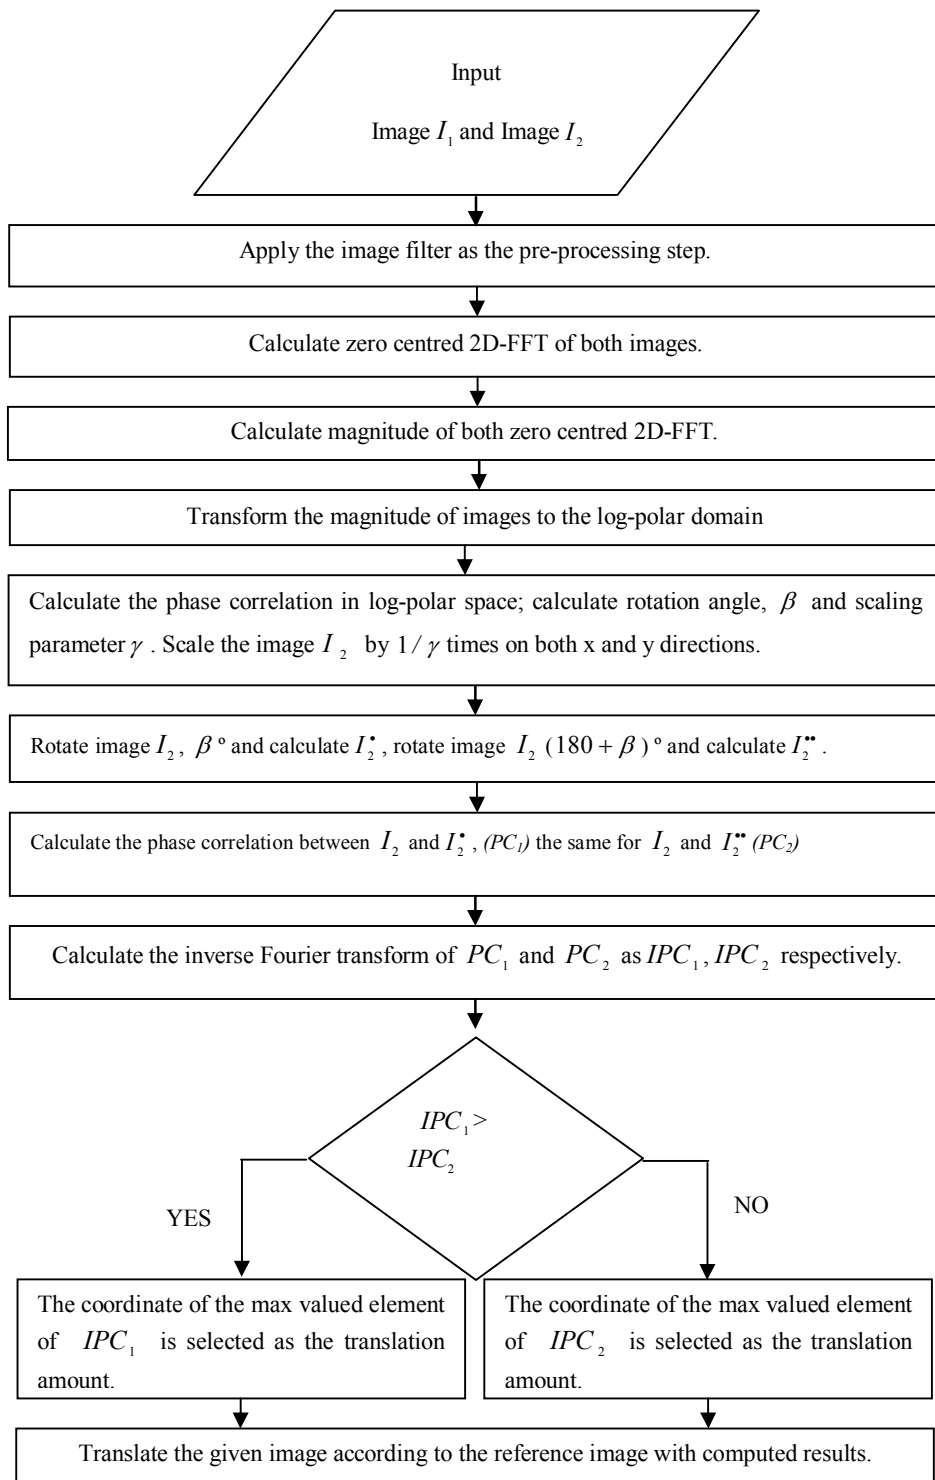 Input
Image I₁ and Image I₂
Apply the image filter as the pre-processing step.
Calculate zero centred 2D-FFT of both images.
Calculate magnitude of both zero centred 2D-FFT.
Transform the magnitude of images to the log-polar domain
Calculate the phase correlation in log-polar space; calculate rotation angle, β and scaling
parameter γ . Scale the image I₂ by 1 / γ times on both x and y directions.
Rotate image I₂, β º and calculate I₂•, rotate image I₂ (180 + β) º and calculate I₂••.
Calculate the phase correlation between I₂ and I₂•, (PC₁) the same for I₂ and I₂•• (PC₂)
Calculate the inverse Fourier transform of PC₁ and PC₂ as IPC₁, IPC₂ respectively.
IPC₁ >
IPC₂
YES
NO
The coordinate of the max valued element
of IPC₁ is selected as the translation
amount.
The coordinate of the max valued element
of IPC₂ is selected as the translation
amount.
Translate the given image according to the reference image with computed results.